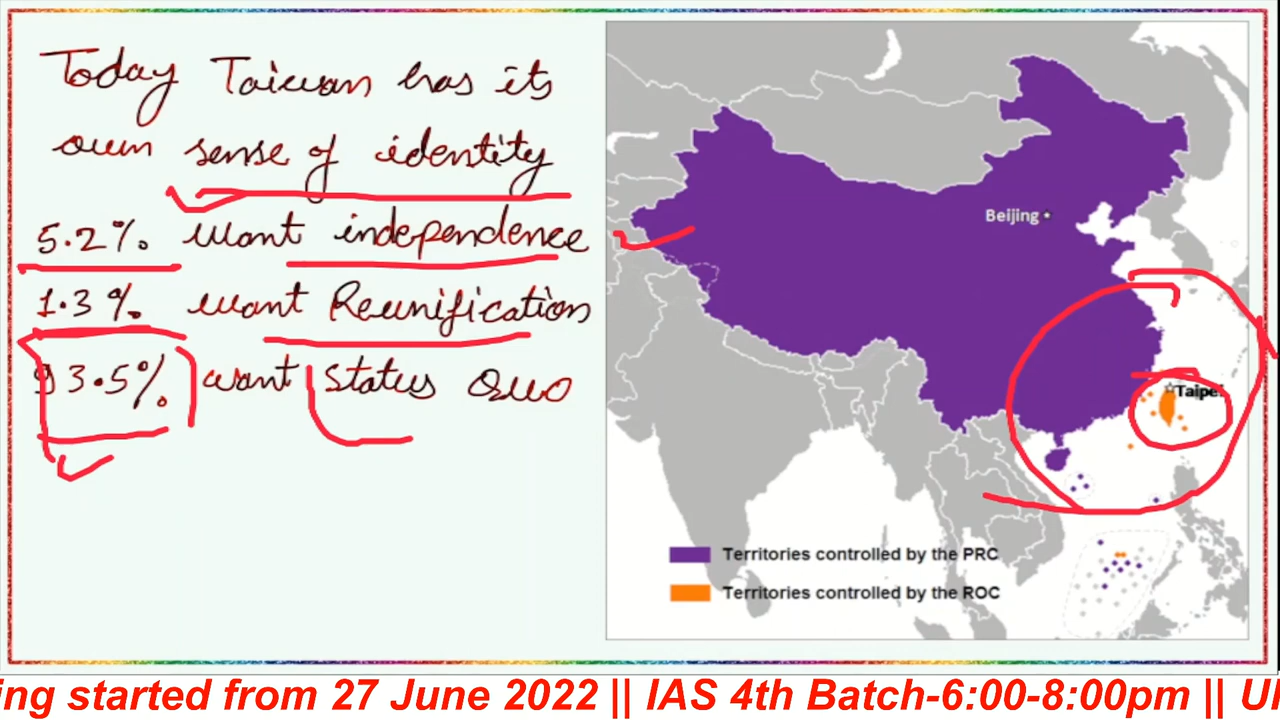 Today Taiwan has its
own sense of identity
5.2% want independence
1.3% want Reunification
93.5% want Status Quo
Beijing
Taipei
Territories controlled by the PRC
Territories controlled by the ROC
ing started from 27 June 2022 || IAS 4th Batch-6:00-8:00pm ||